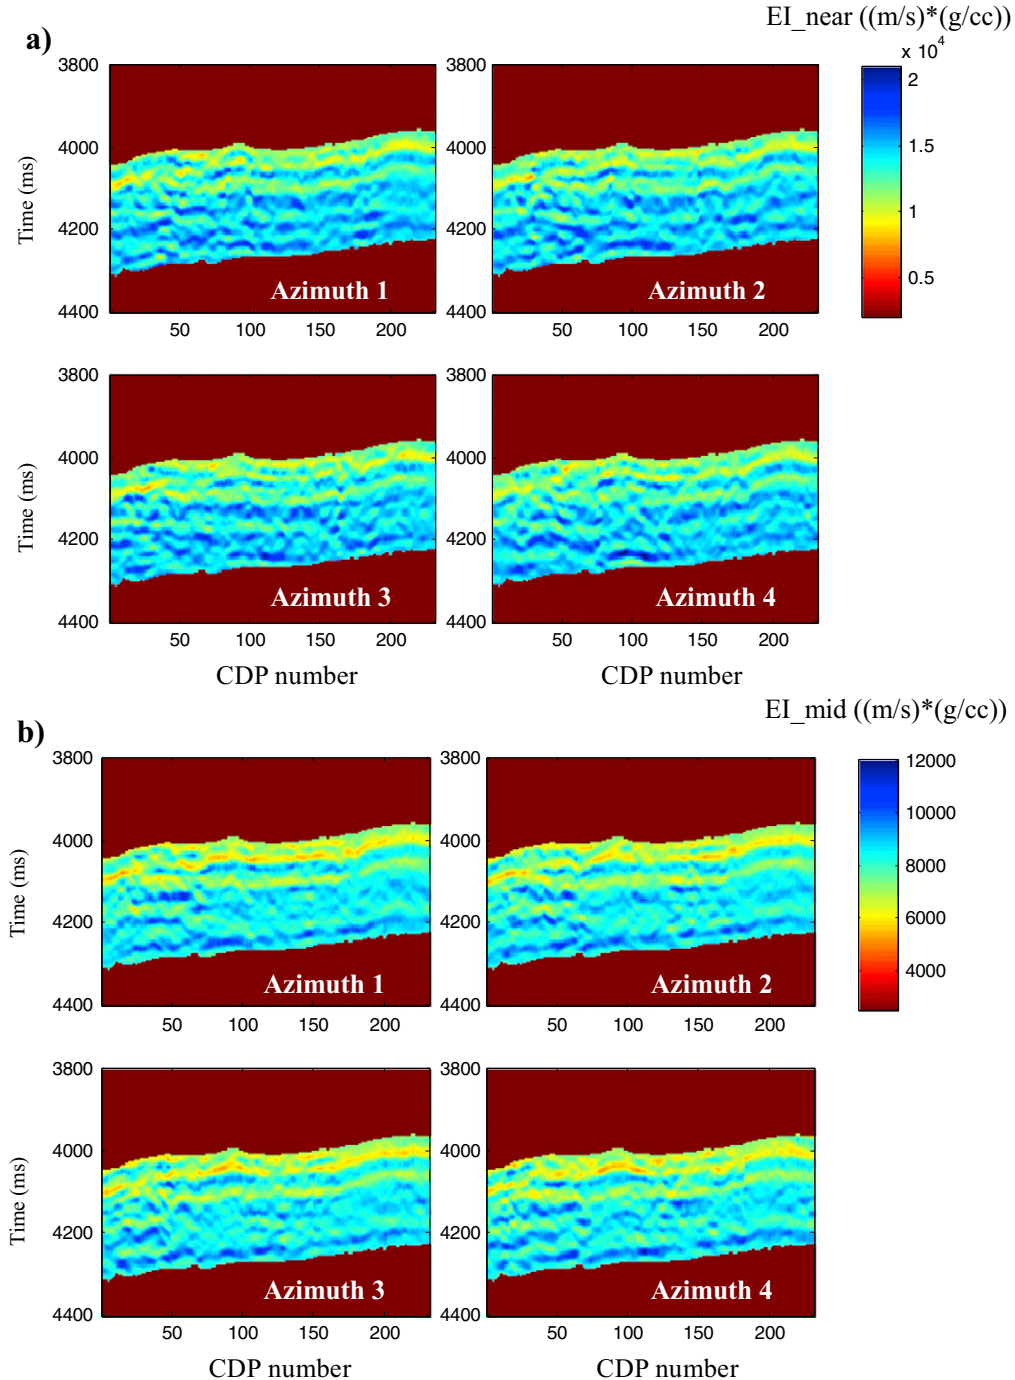 EI_near ((m/s)*(g/cc))
a)
x 10^4
3800
4000
4200
4400
Time (ms)
50 100 150 200
Azimuth 1
3800
4000
4200
4400
50 100 150 200
Azimuth 2
2
1.5
1
0.5
3800
4000
4200
4400
Time (ms)
50 100 150 200
Azimuth 3
CDP number
3800
4000
4200
4400
50 100 150 200
Azimuth 4
CDP number
EI_mid ((m/s)*(g/cc))
b)
3800
4000
4200
4400
Time (ms)
50 100 150 200
Azimuth 1
3800
4000
4200
4400
50 100 150 200
Azimuth 2
12000
10000
8000
6000
4000
3800
4000
4200
4400
Time (ms)
50 100 150 200
Azimuth 3
CDP number
3800
4000
4200
4400
50 100 150 200
Azimuth 4
CDP number